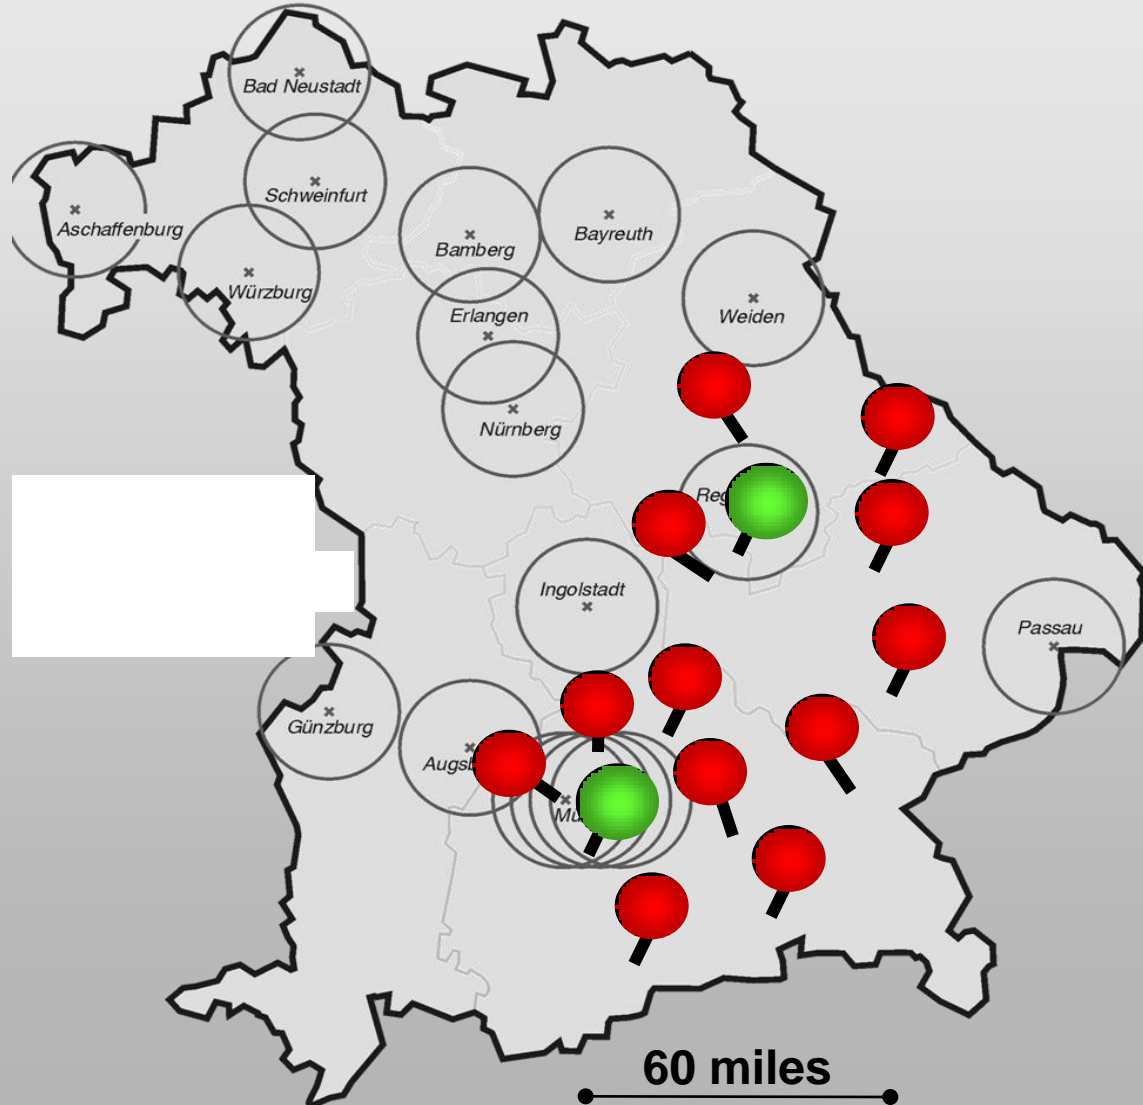 Bad Neustadt
Schweinfurt
Aschaffenburg
Bamberg
Bayreuth
Würzburg
Erlangen
Weiden
Nürnberg
Ingolstadt
Passau
Günzburg
60 miles